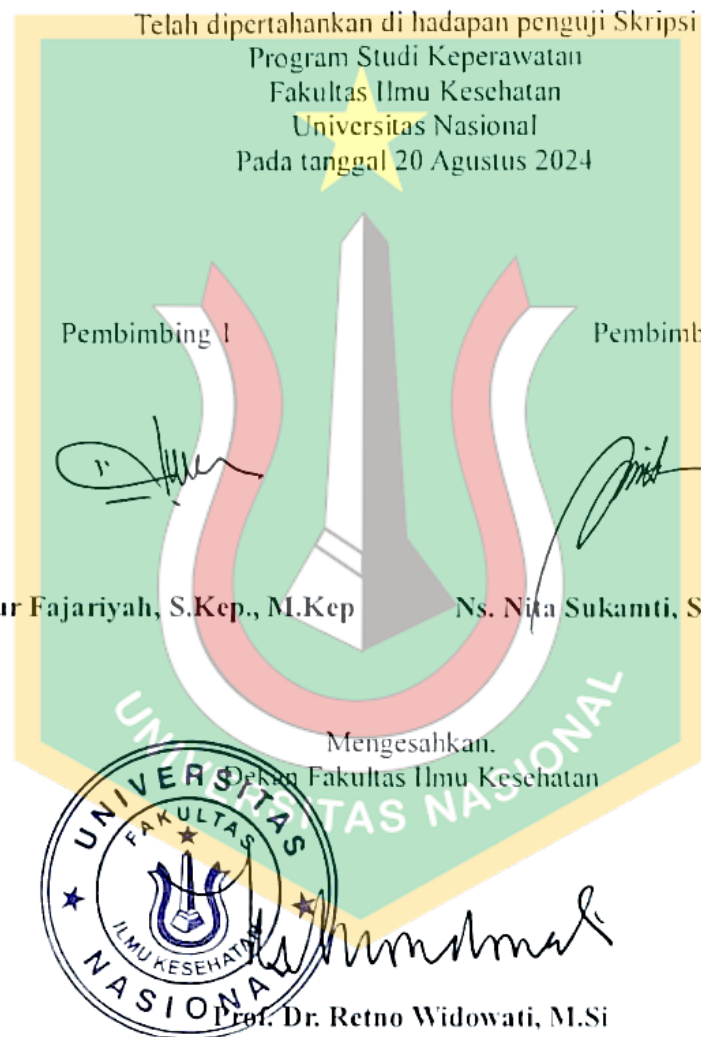 Telah dipertahankan di hadapan penguji Skripsi
Program Studi Keperawatan
Fakultas Ilmu Kesehatan
Universitas Nasional
Pada tanggal 20 Agustus 2024
Pembimbing I
Pembimb
ur Fajariyah, S.Kep., M.Kep
Ns. Nita Sukamti, S
UNIVERSITAS NASIONAL
Mengesahkan.
Dekan Fakultas Ilmu Kesehatan
UNIVERSITAS NASIONAL
FAKULTAS
ILMU KESEHATAN
Prof. Dr. Retno Widowati, M.Si